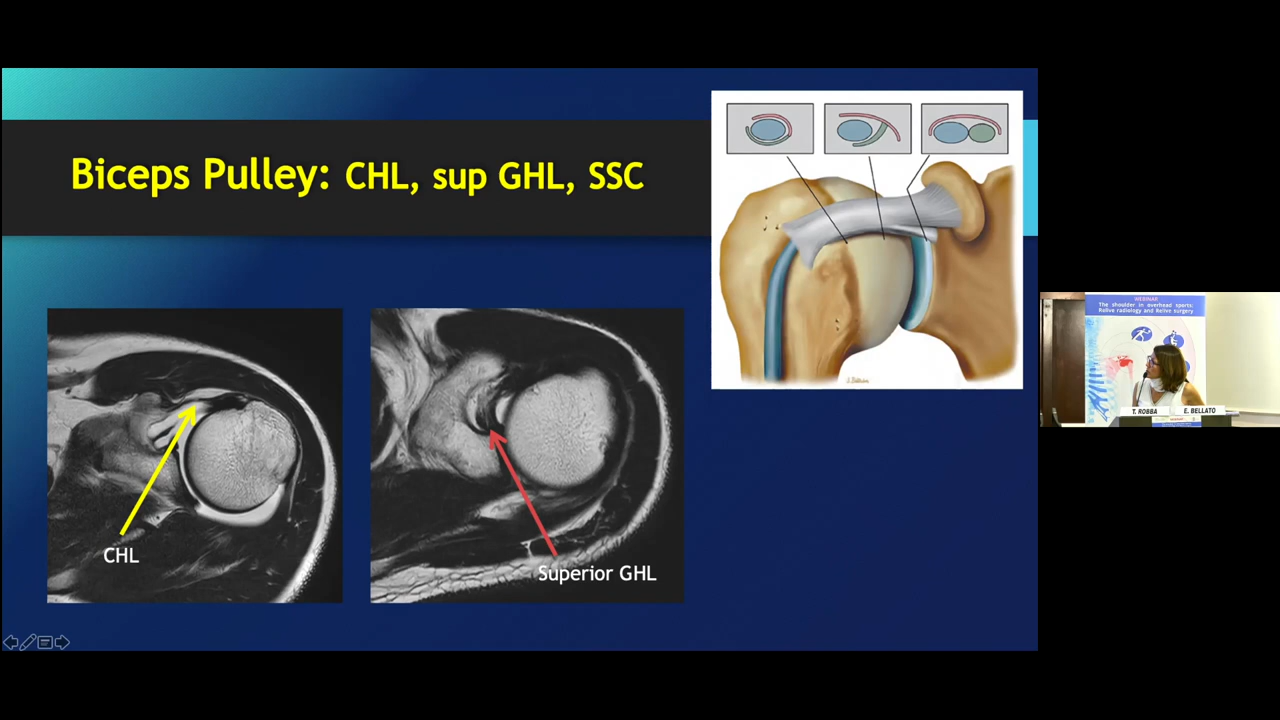 Biceps Pulley: CHL, sup GHL, SSC
CHL
Superior GHL
WEBINAR
The shoulder in overhead sports:
Relive radiology and Relive surgery
T. ROBBA
E. BELLATO